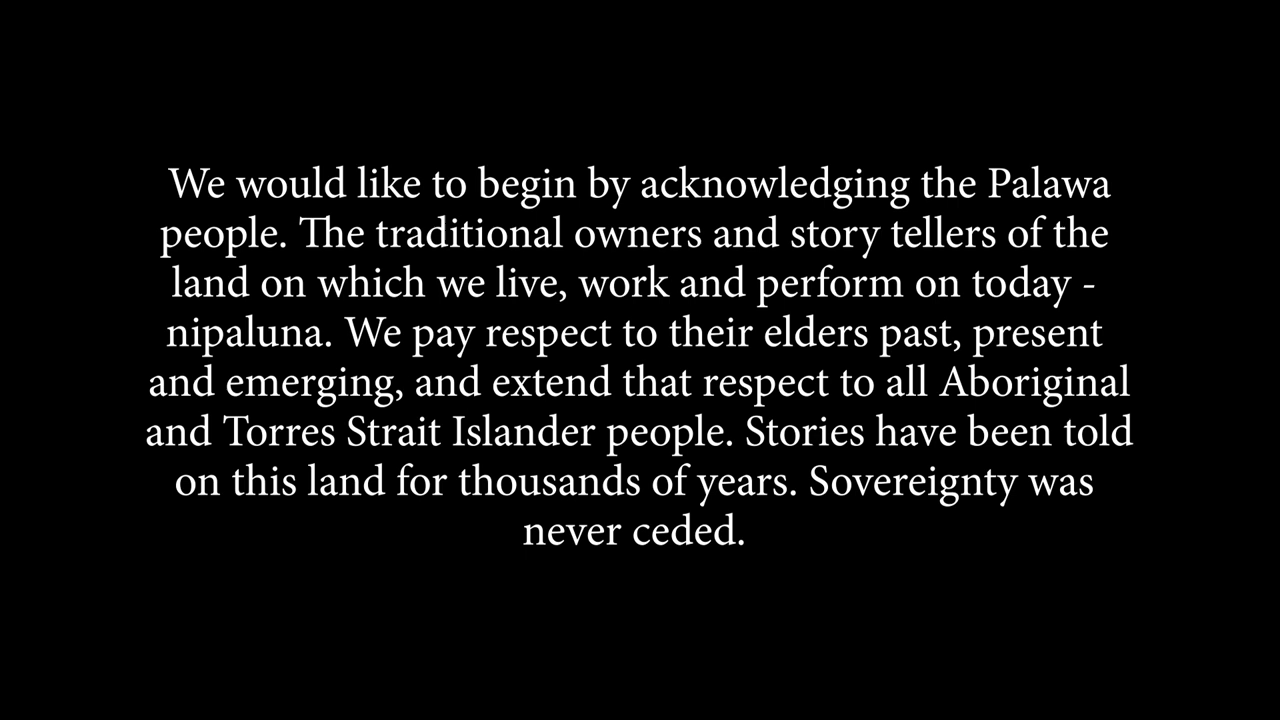 We would like to begin by acknowledging the Palawa
people. The traditional owners and story tellers of the
land on which we live, work and perform on today -
nipaluna. We pay respect to their elders past, present
and emerging, and extend that respect to all Aboriginal
and Torres Strait Islander people. Stories have been told
on this land for thousands of years. Sovereignty was
never ceded.